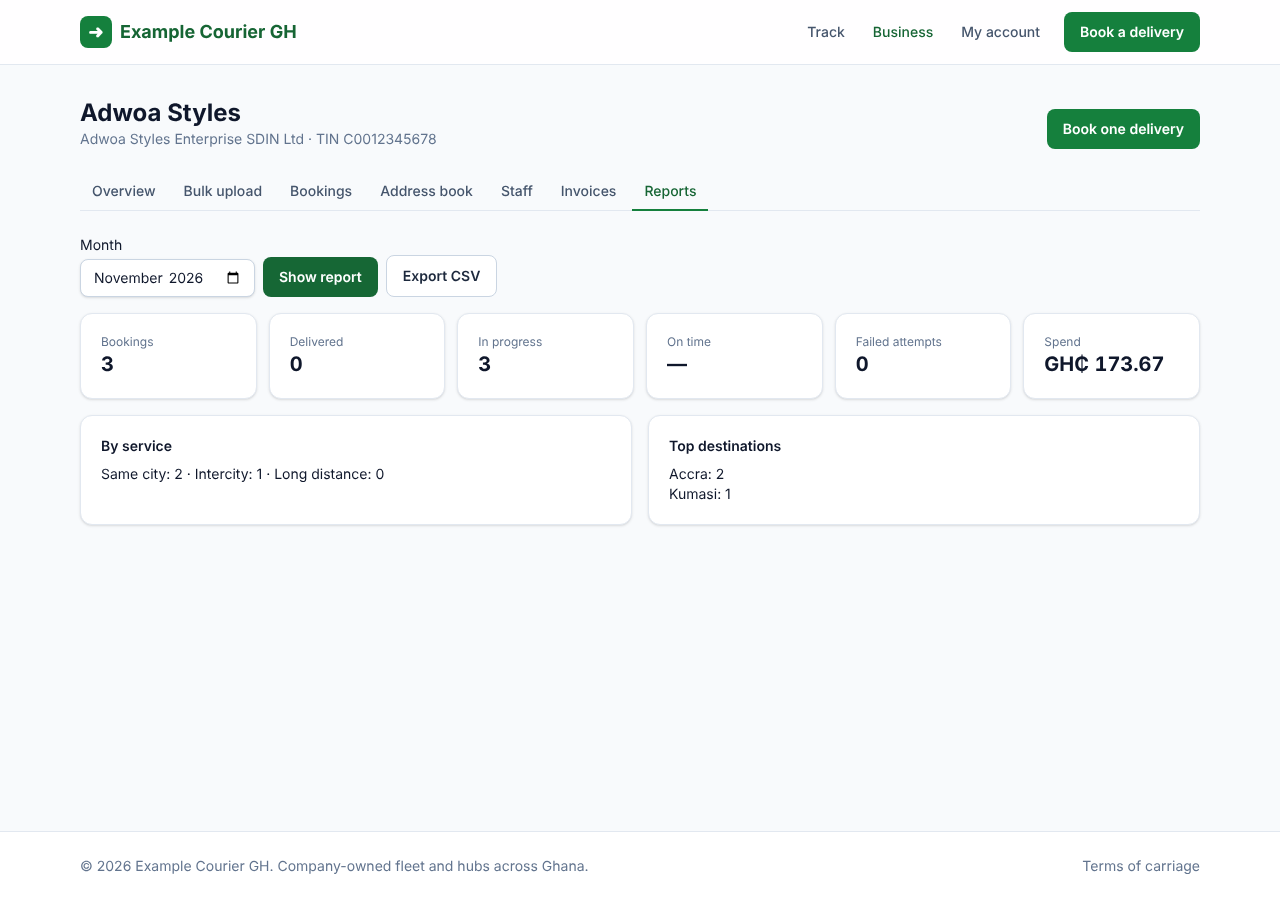 Example Courier GH
Track
Business
My account
Book a delivery
Adwoa Styles
Adwoa Styles Enterprise SDIN Ltd · TIN C0012345678
Book one delivery
Overview
Bulk upload
Bookings
Address book
Staff
Invoices
Reports
Month
November 2026
Show report
Export CSV
Bookings
3
Delivered
0
In progress
3
On time
—
Failed attempts
0
Spend
GH₵ 173.67
By service
Same city: 2 · Intercity: 1 · Long distance: 0
Top destinations
Accra: 2
Kumasi: 1
© 2026 Example Courier GH. Company-owned fleet and hubs across Ghana.
Terms of carriage